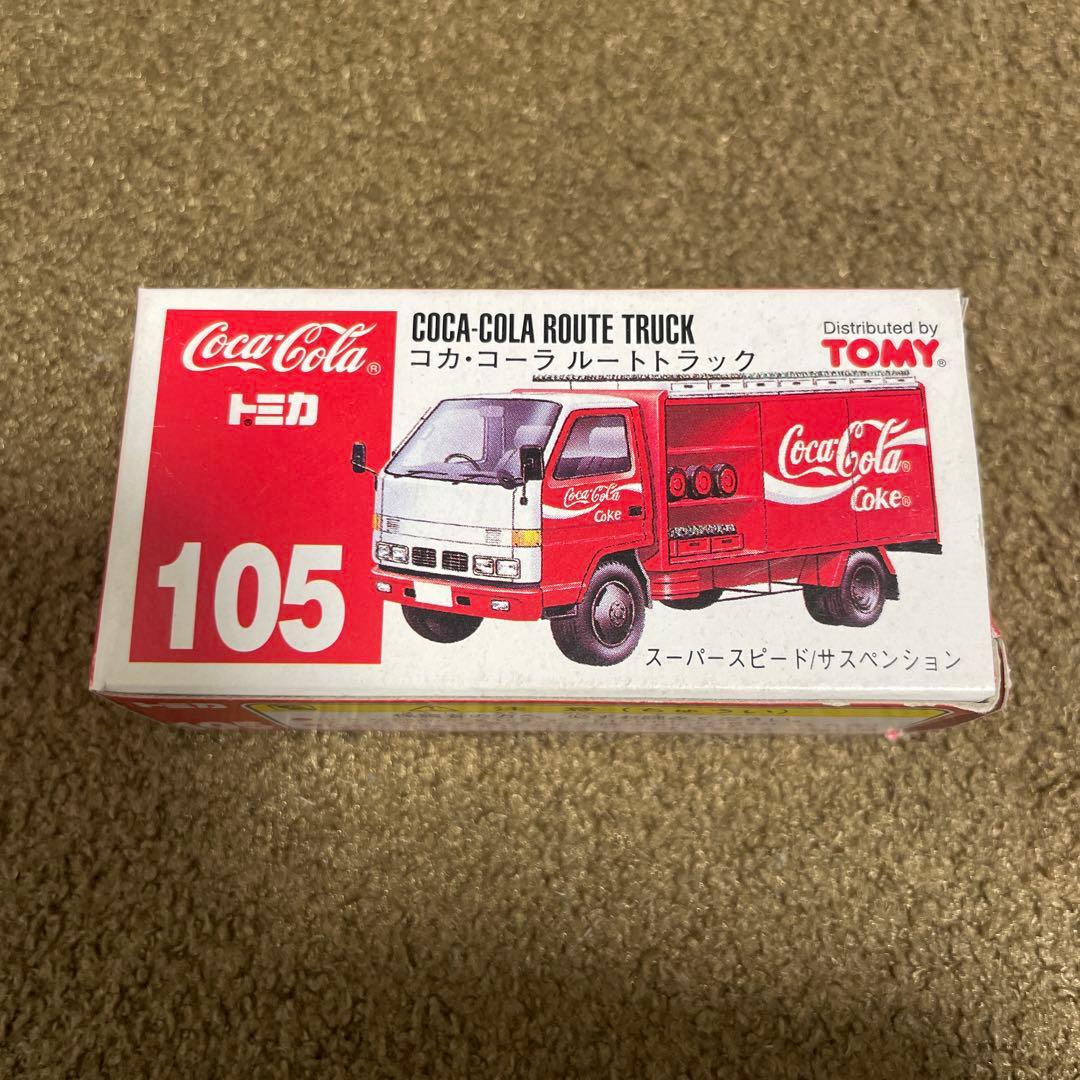 Coca-Cola®
トミカ
105
COCA-COLA ROUTE TRUCK
コカ・コーラ ルートトラック
Distributed by
TOMY®
Coca-Cola
Coke
Coca-Cola®
Coke®
スーパースピード/サスペンション
注意